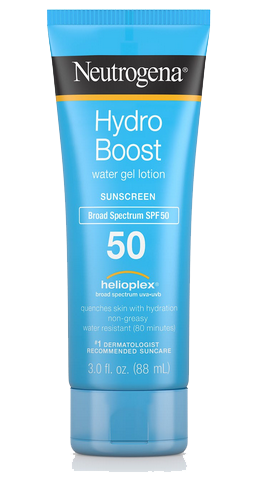 Neutrogena®
Hydro
Boost
water gel lotion
SUNSCREEN
Broad Spectrum SPF 50
50
helioplex®
broad spectrum uva•uvb
quenches skin with hydration
non-greasy
water resistant (80 minutes)
#1 DERMATOLOGIST
RECOMMENDED SUNCARE
3.0 fl. oz. (88 mL)